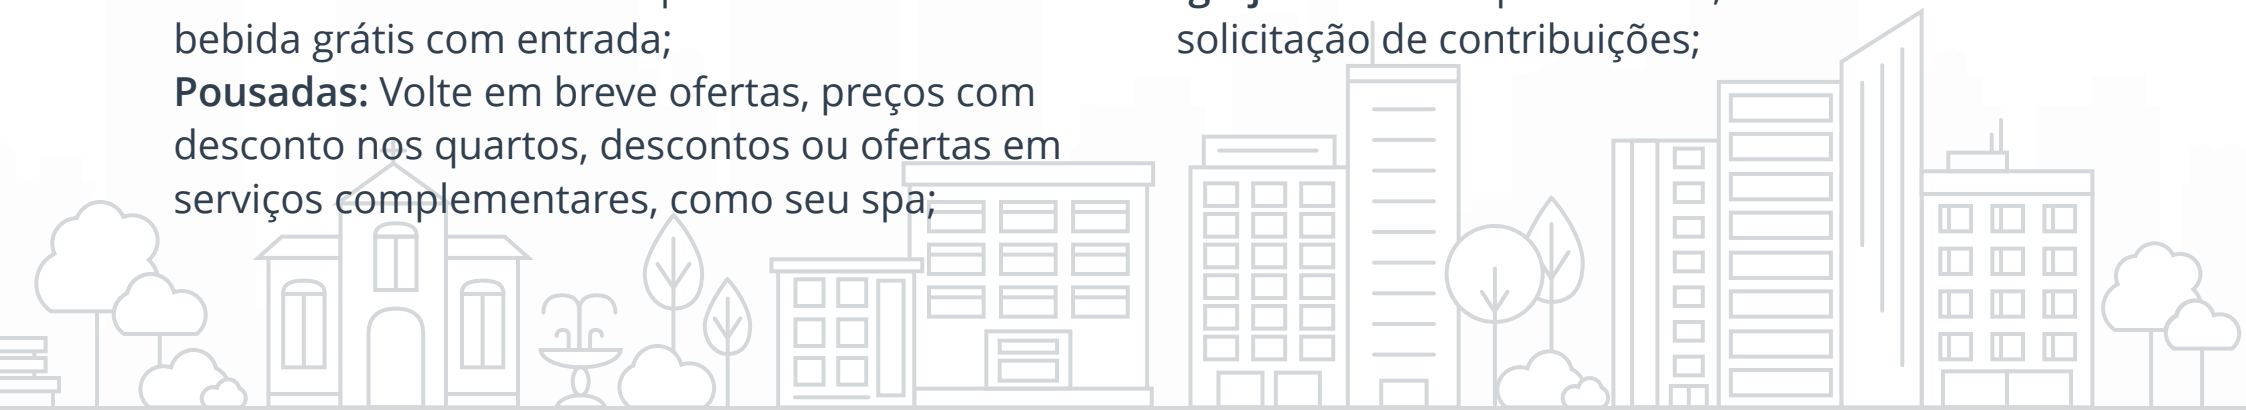 bebida grátis com entrada;
Pousadas: Volte em breve ofertas, preços com
desconto nos quartos, descontos ou ofertas em
serviços complementares, como seu spa;
solicitação de contribuições;